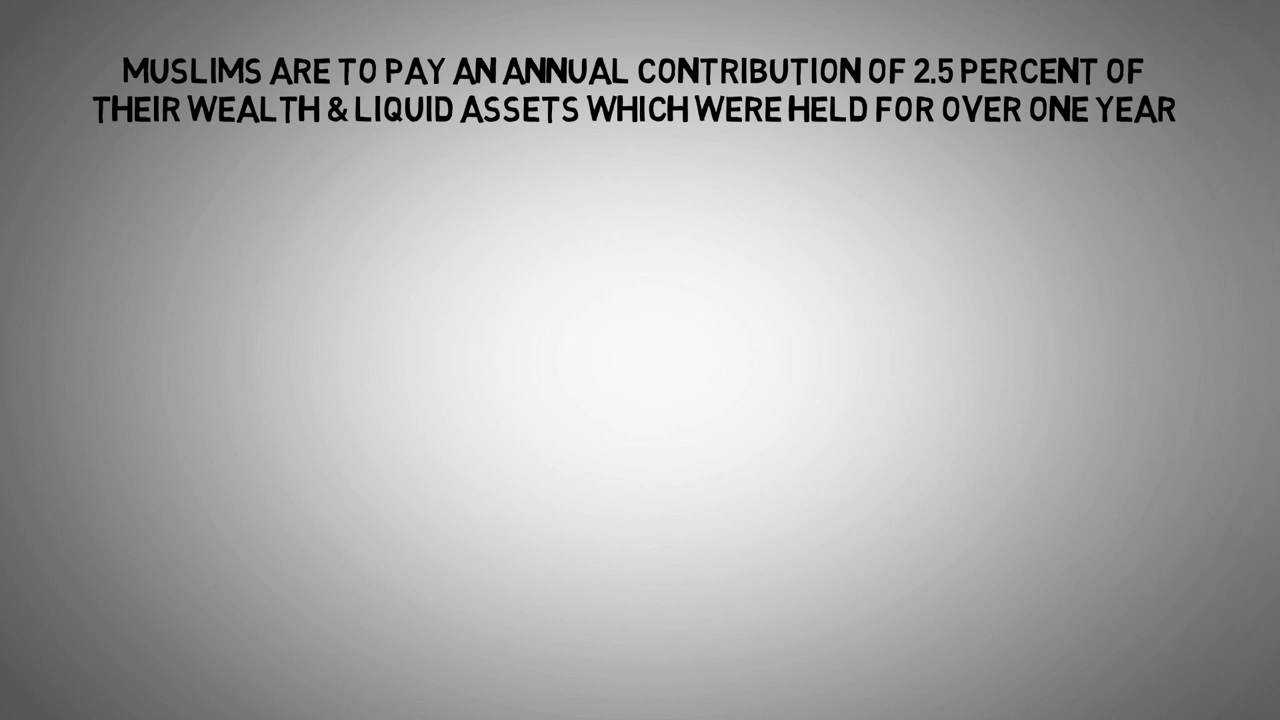 MUSLIMS ARE TO PAY AN ANNUAL CONTRIBUTION OF 2.5 PERCENT OF
THEIR WEALTH & LIQUID ASSETS WHICH WERE HELD FOR OVER ONE YEAR